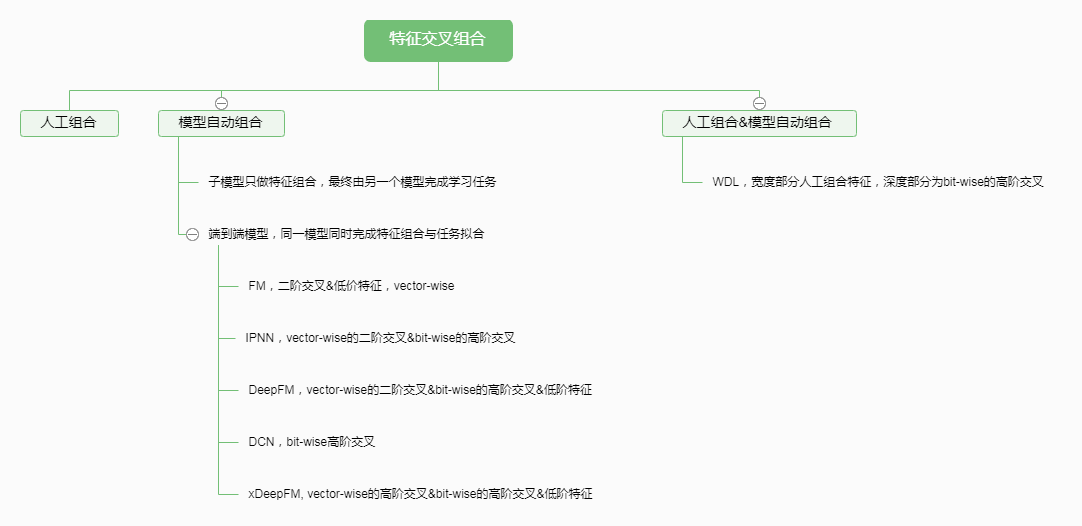 特征交叉组合
人工组合
模型自动组合
人工组合&模型自动组合
子模型只做特征组合，最终由另一个模型完成学习任务
WDL，宽度部分人工组合特征，深度部分为bit-wise的高阶交叉
端到端模型，同一模型同时完成特征组合与任务拟合
FM，二阶交叉&低价特征，vector-wise
IPNN，vector-wise的二阶交叉&bit-wise的高阶交叉
DeepFM，vector-wise的二阶交叉&bit-wise的高阶交叉&低阶特征
DCN，bit-wise高阶交叉
xDeepFM, vector-wise的高阶交叉&bit-wise的高阶交叉&低阶特征